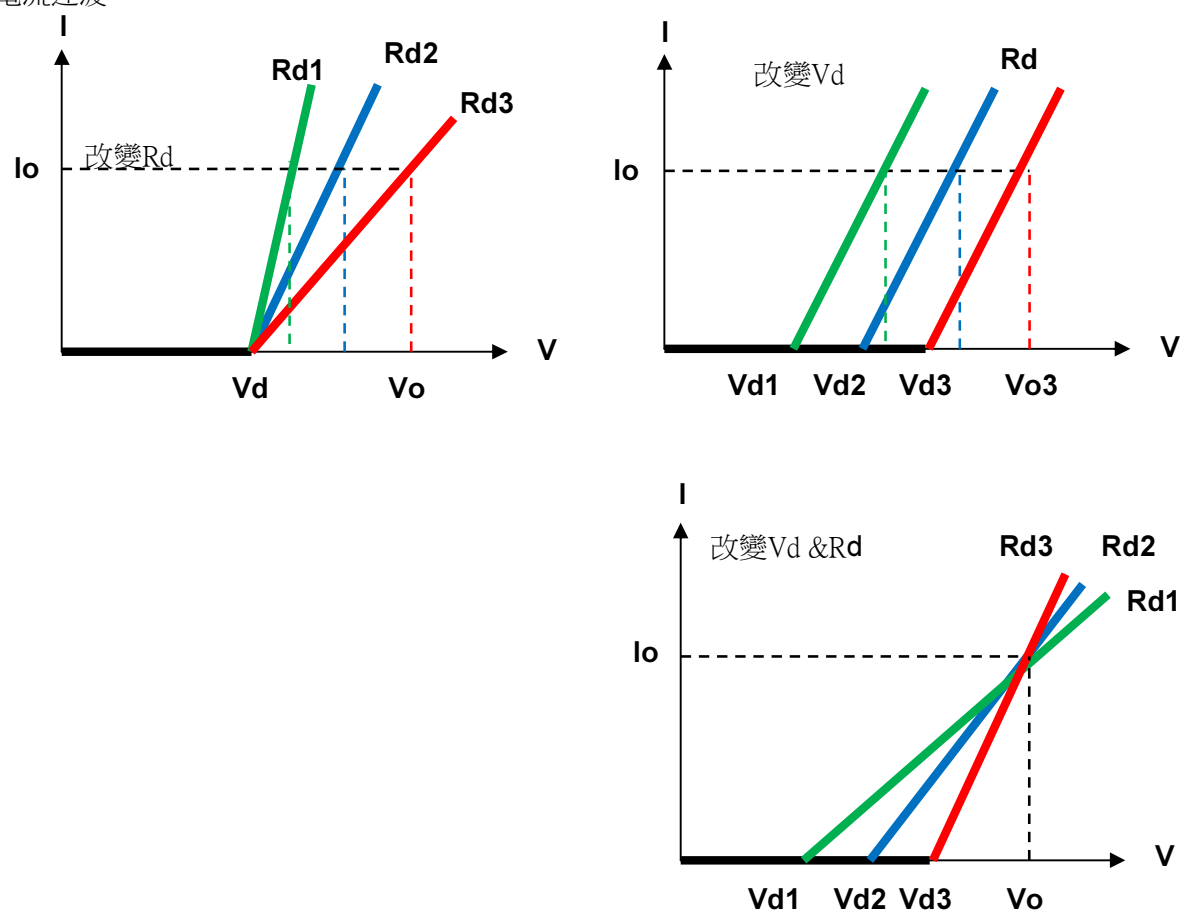 I
Rd1
Rd2
Rd3
改變Rd
Io
V
Vd
Vo
I
改變Vd
Rd
Io
V
Vd1 Vd2 Vd3 Vo3
I
改變Vd &Rd
Rd3 Rd2
Rd1
Io
V
Vd1 Vd2 Vd3 Vo